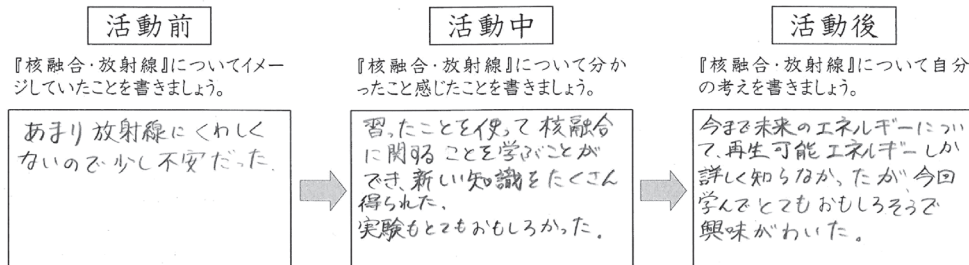 活動前
『核融合・放射線』についてイメー
ジしていたことを書きましょう。
あまり放射線にくわしく
ないので少し不安だった.
活動中
『核融合・放射線』について分か
ったこと感じたことを書きましょう。
習ったことを使って核融合
に関することを学ぶことが
でき、新しい知識をたくさん
得られた、
実験もとてもおもしろかった。
活動後
『核融合・放射線』について自分
の考えを書きましょう。
今まで未来のエネルギーについ
て、再生可能エネルギーしか
詳しく知らなかったが、今回
学んでとてもおもしろそうで
興味がわいた。